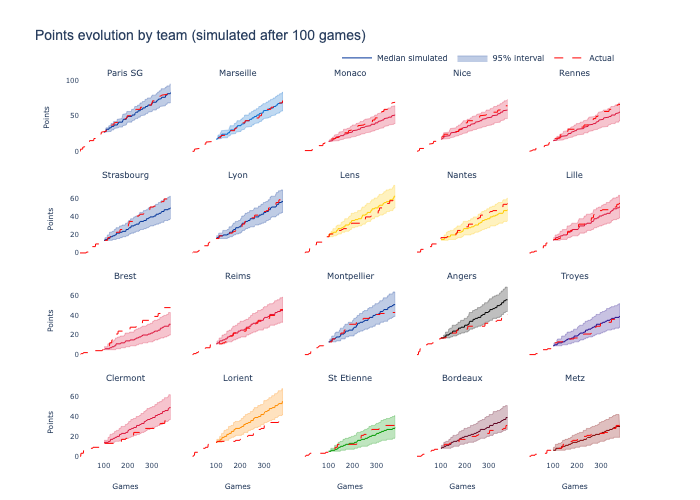 Points evolution by team (simulated after 100 games)
Median simulated 95% interval Actual
Paris SG Marseille Monaco Nice Rennes
100
50
0
Points
Strasbourg Lyon Lens Nantes Lille
60
40
20
0
Points
Brest Reims Montpellier Angers Troyes
60
40
20
0
Points
Clermont Lorient St Etienne Bordeaux Metz
60
40
20
0
Points
100 200 300 100 200 300 100 200 300 100 200 300 100 200 300
Games Games Games Games Games